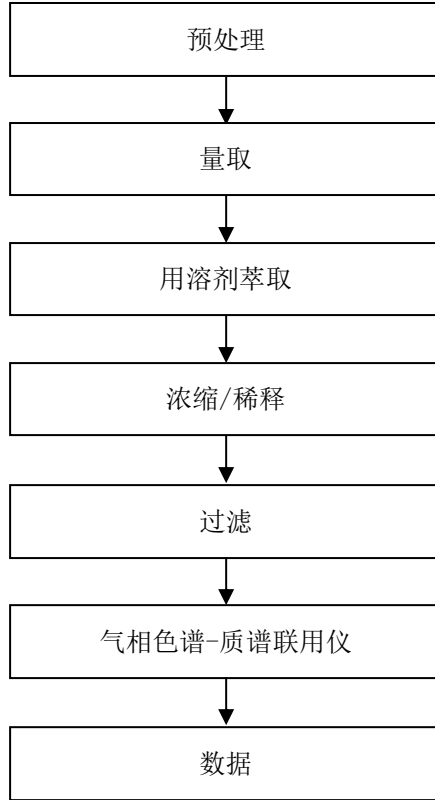 预处理
量取
用溶剂萃取
浓缩/稀释
过滤
气相色谱-质谱联用仪
数据